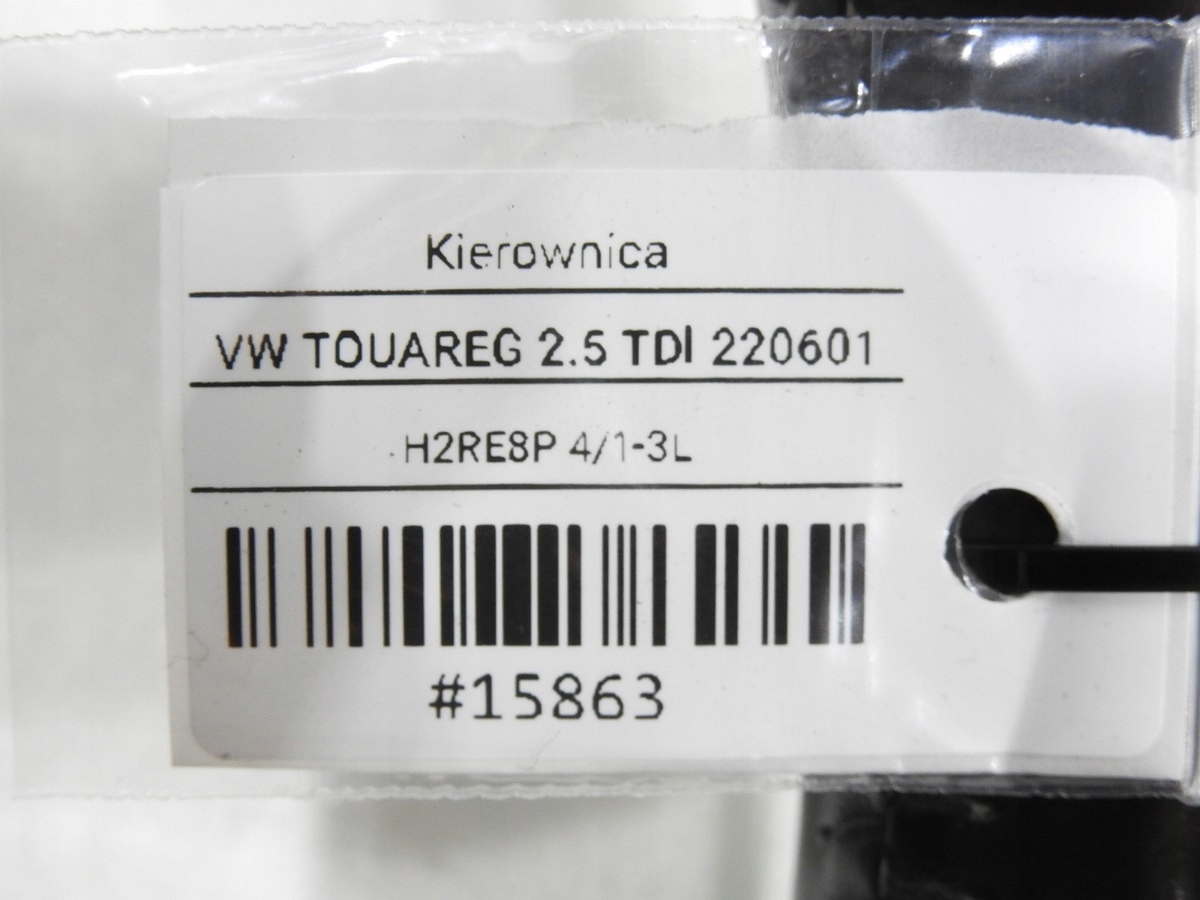 Kierownica
VW TOUAREG 2.5 TDI 220601
H2RE8P 4/1-3L
#15863